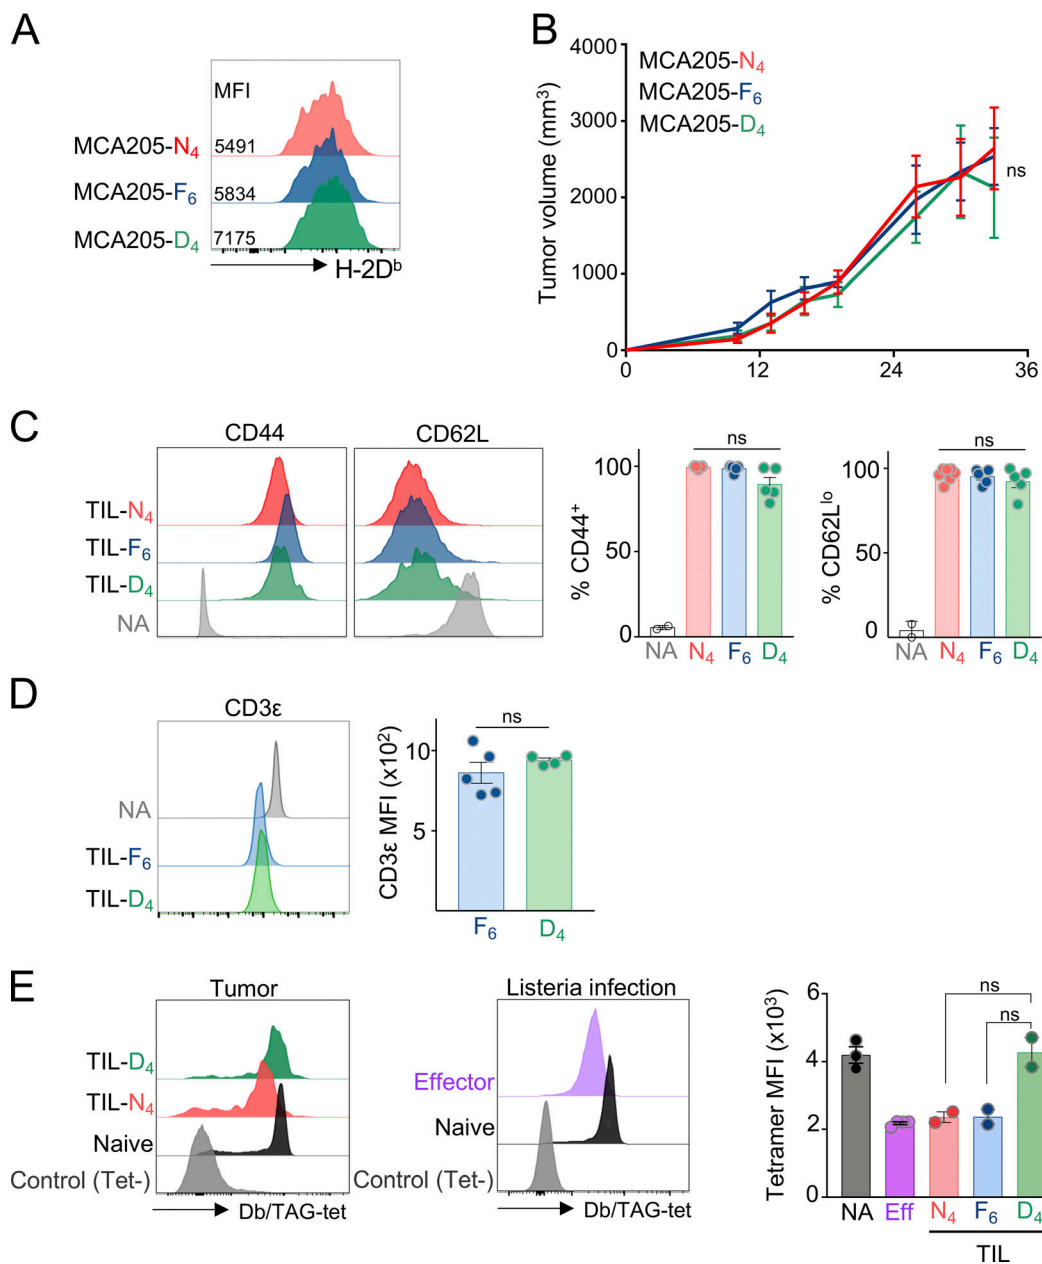 A
MFI
MCA205-N4 5491
MCA205-F6 5834
MCA205-D4 7175
H-2Dᵇ
B
MCA205-N4
MCA205-F6
MCA205-D4
Tumor volume (mm³)
4000
3000
2000
1000
0
ns
0 12 24 36
C
CD44 CD62L
TIL-N4
TIL-F6
TIL-D4
NA
% CD44⁺
100
50
0
ns
NA N4 F6 D4
% CD62Lˡᵒ
100
50
0
ns
NA N4 F6 D4
D
CD3ε
NA
TIL-F6
TIL-D4
CD3ε MFI (x10²)
10
5
ns
F6 D4
E
Tumor
TIL-D4
TIL-N4
Naive
Control (Tet-)
Db/TAG-tet
Listeria infection
Effector
Naive
Control (Tet-)
Db/TAG-tet
Tetramer MFI (x10³)
6
4
2
0
ns
ns
NA Eff N4 F6 D4
TIL